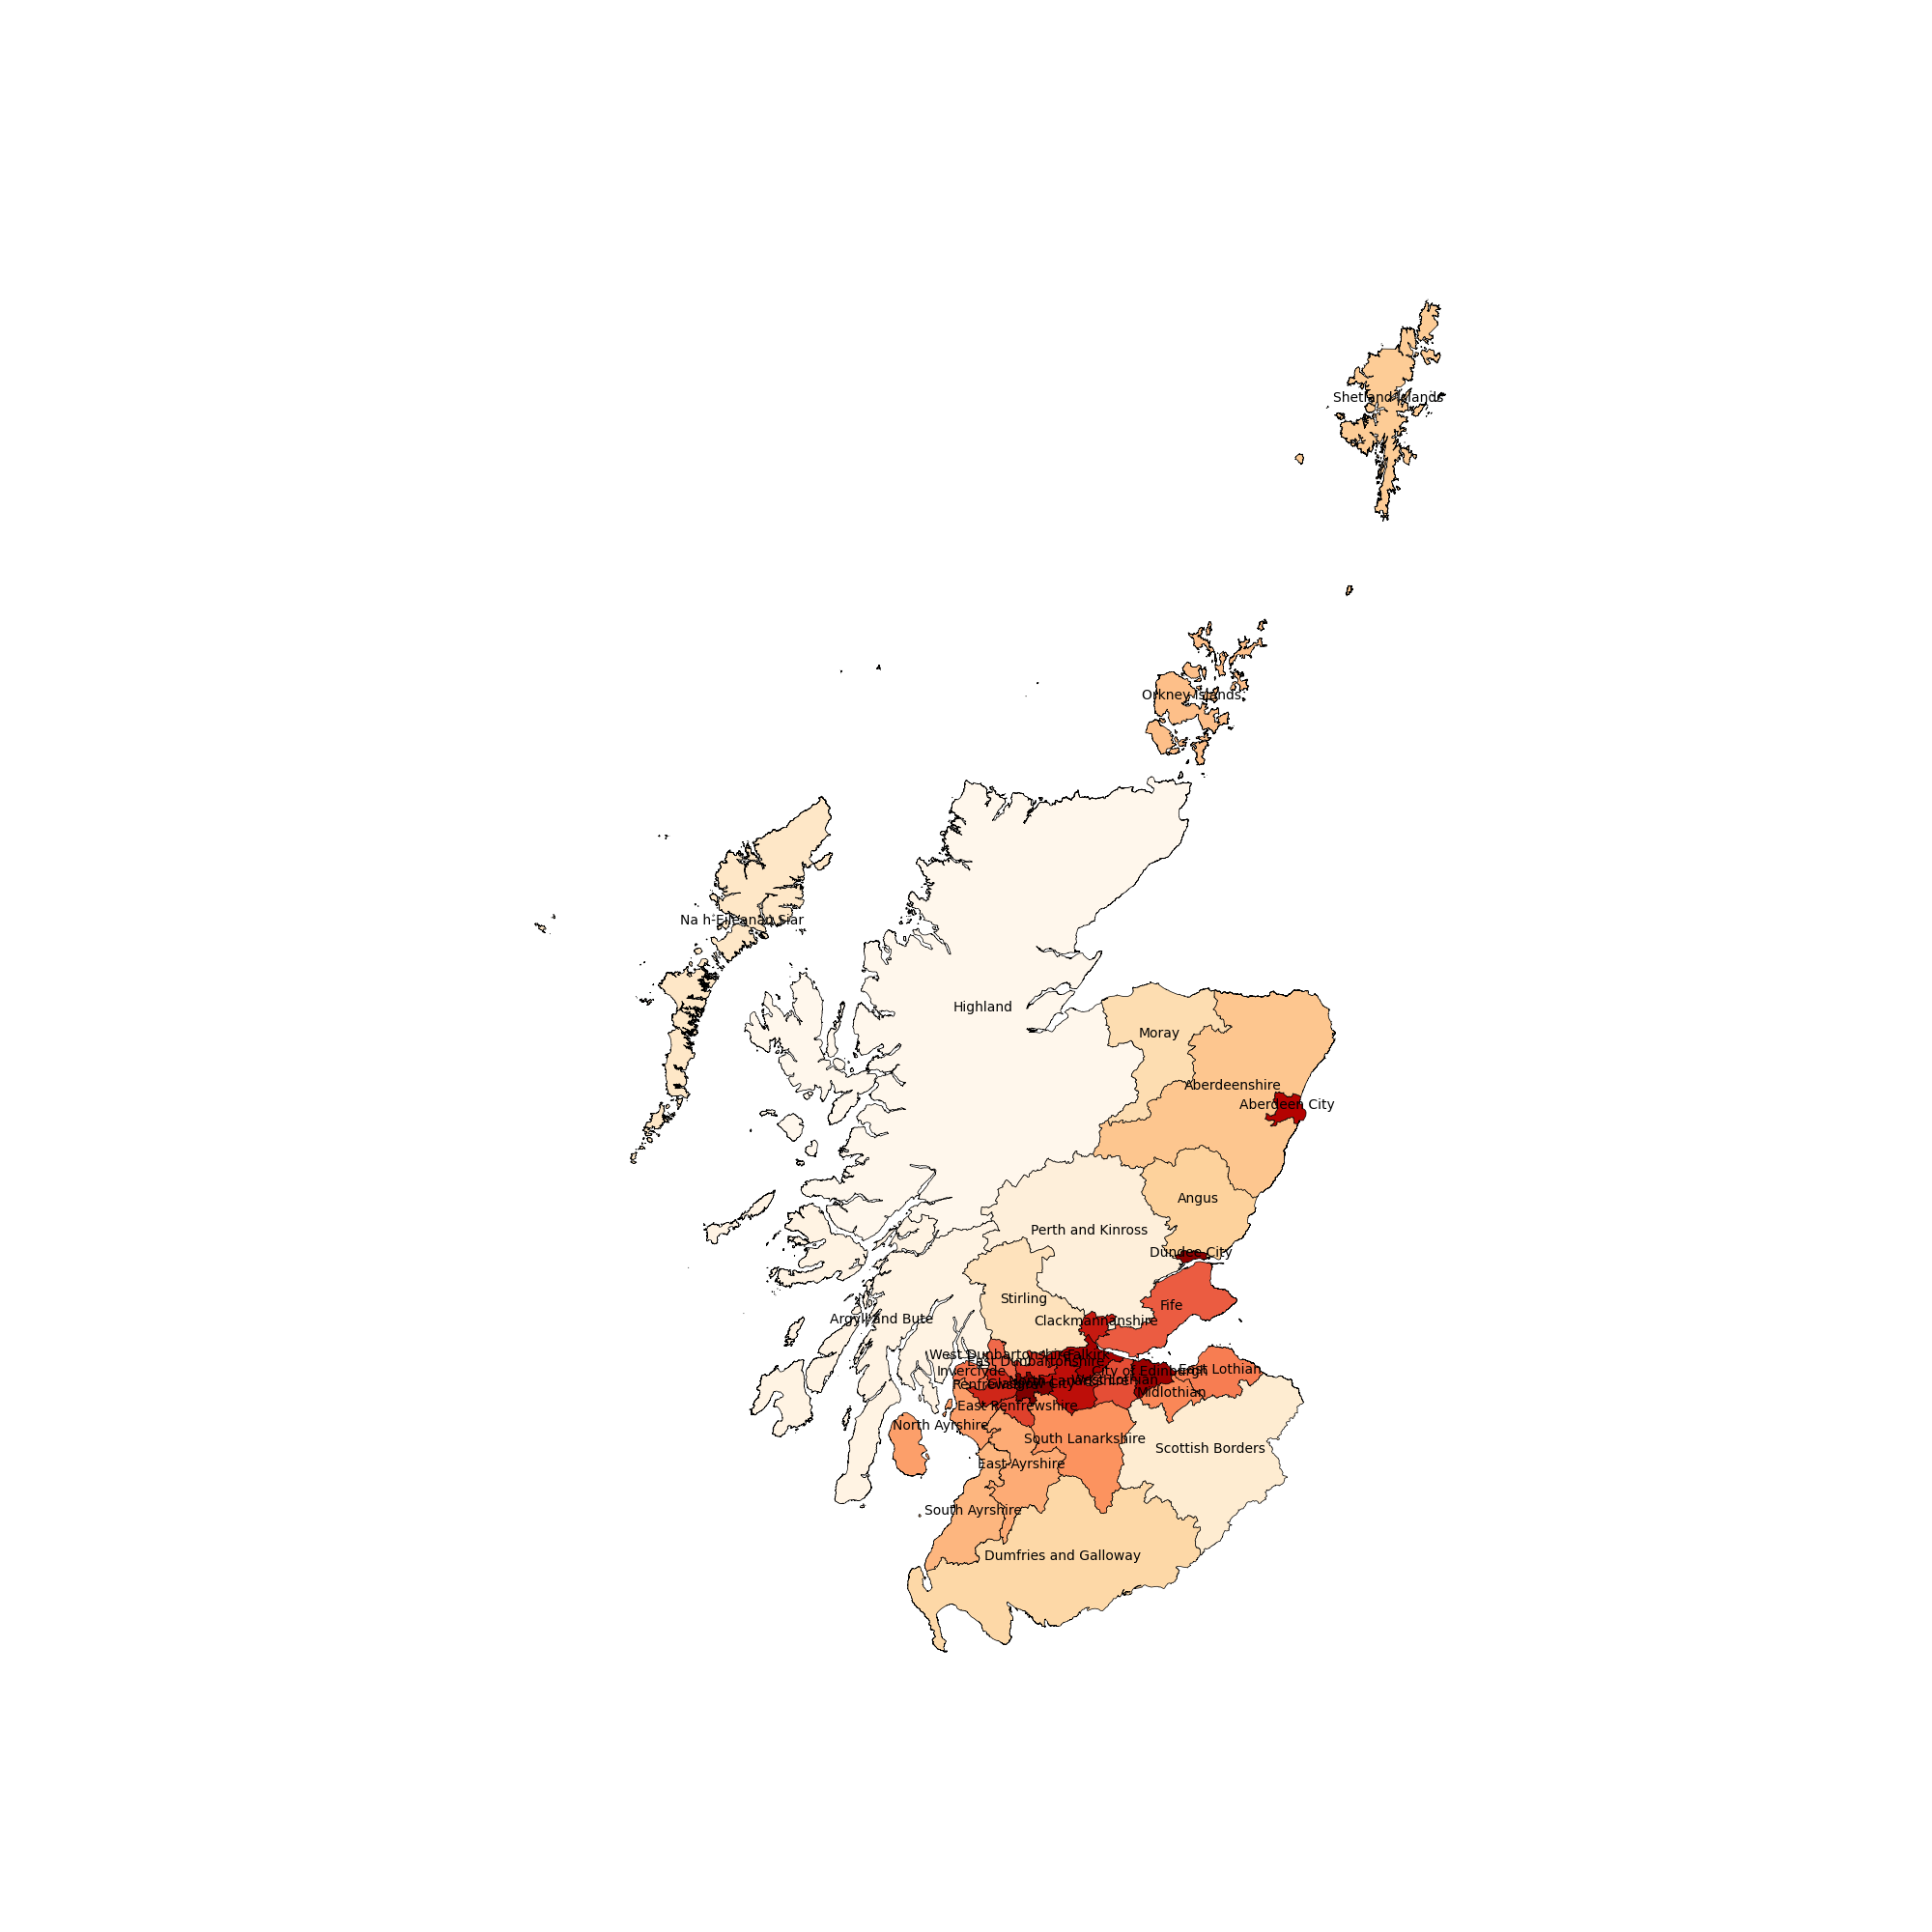 Shetland Islands
Orkney Islands
Na h-Eileanan Siar
Highland
Moray
Aberdeenshire
Aberdeen City
Angus
Perth and Kinross
Dundee City
Stirling
Fife
Argyll and Bute
Clackmannanshire
West Dunbartonshire
Falkirk
East Dunbartonshire
Inverclyde
City of Edinburgh
East Lothian
Renfrewshire
Glasgow City
North Lanarkshire
West Lothian
Midlothian
East Renfrewshire
North Ayrshire
South Lanarkshire
Scottish Borders
East Ayrshire
South Ayrshire
Dumfries and Galloway